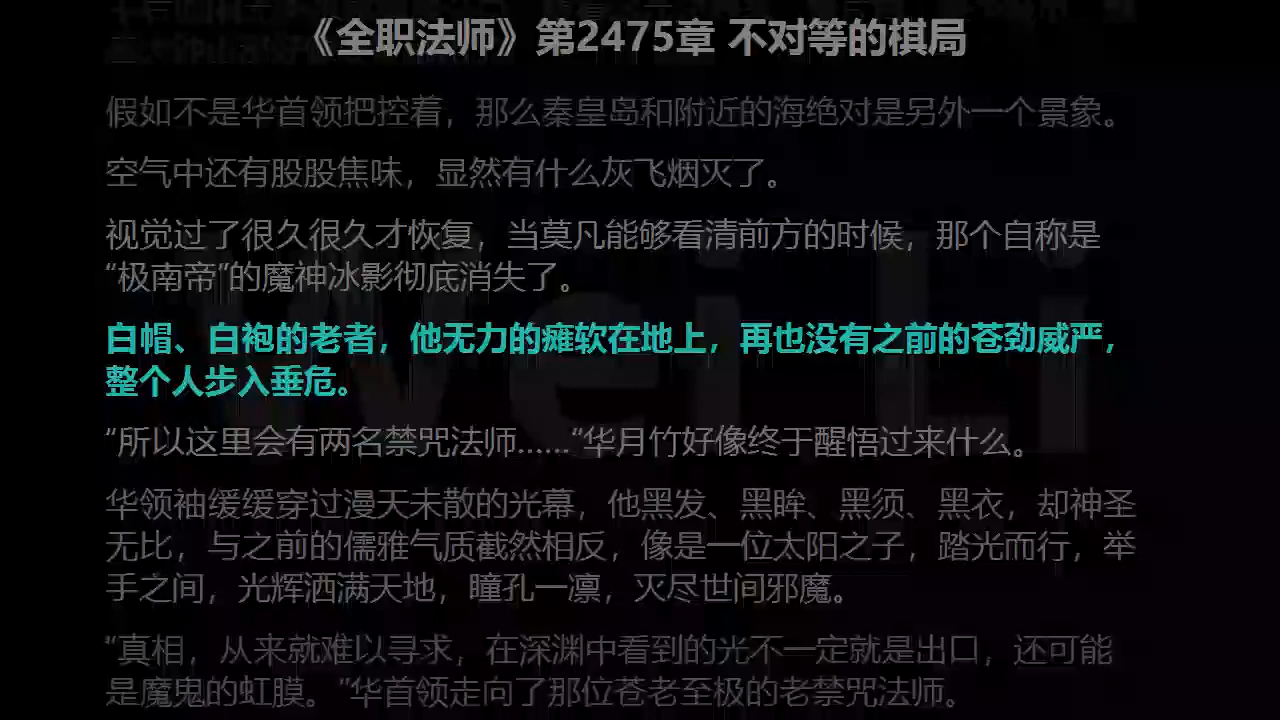 《全职法师》第2475章 不对等的棋局
假如不是华首领把控着，那么秦皇岛和附近的海绝对是另外一个景象。
空气中还有股股焦味，显然有什么灰飞烟灭了。
视觉过了很久很久才恢复，当莫凡能够看清前方的时候，那个自称是
“极南帝”的魔神冰影彻底消失了。
白帽、白袍的老者，他无力的瘫软在地上，再也没有之前的苍劲威严，
整个人步入垂危。
“所以这里会有两名禁咒法师……“华月竹好像终于醒悟过来什么。
华领袖缓缓穿过漫天未散的光幕，他黑发、黑眸、黑须、黑衣，却神圣
无比，与之前的儒雅气质截然相反，像是一位太阳之子，踏光而行，举
手之间，光辉洒满天地，瞳孔一凛，灭尽世间邪魔。
“真相，从来就难以寻求，在深渊中看到的光不一定就是出口，还可能
是魔鬼的虹膜。”华首领走向了那位苍老至极的老禁咒法师。
Wei Li